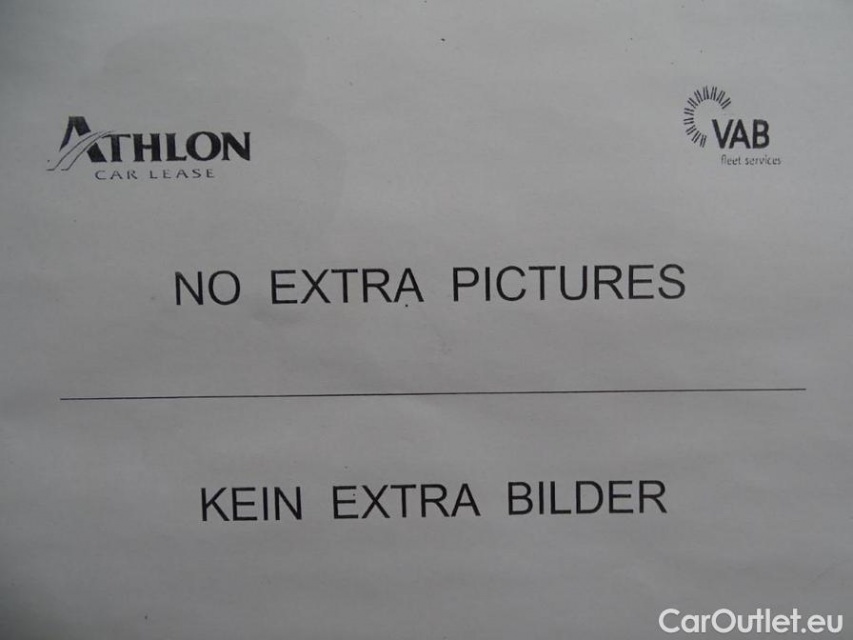 ATHLON
CAR LEASE
VAB
fleet services
NO EXTRA PICTURES
KEIN EXTRA BILDER
CarOutlet.eu